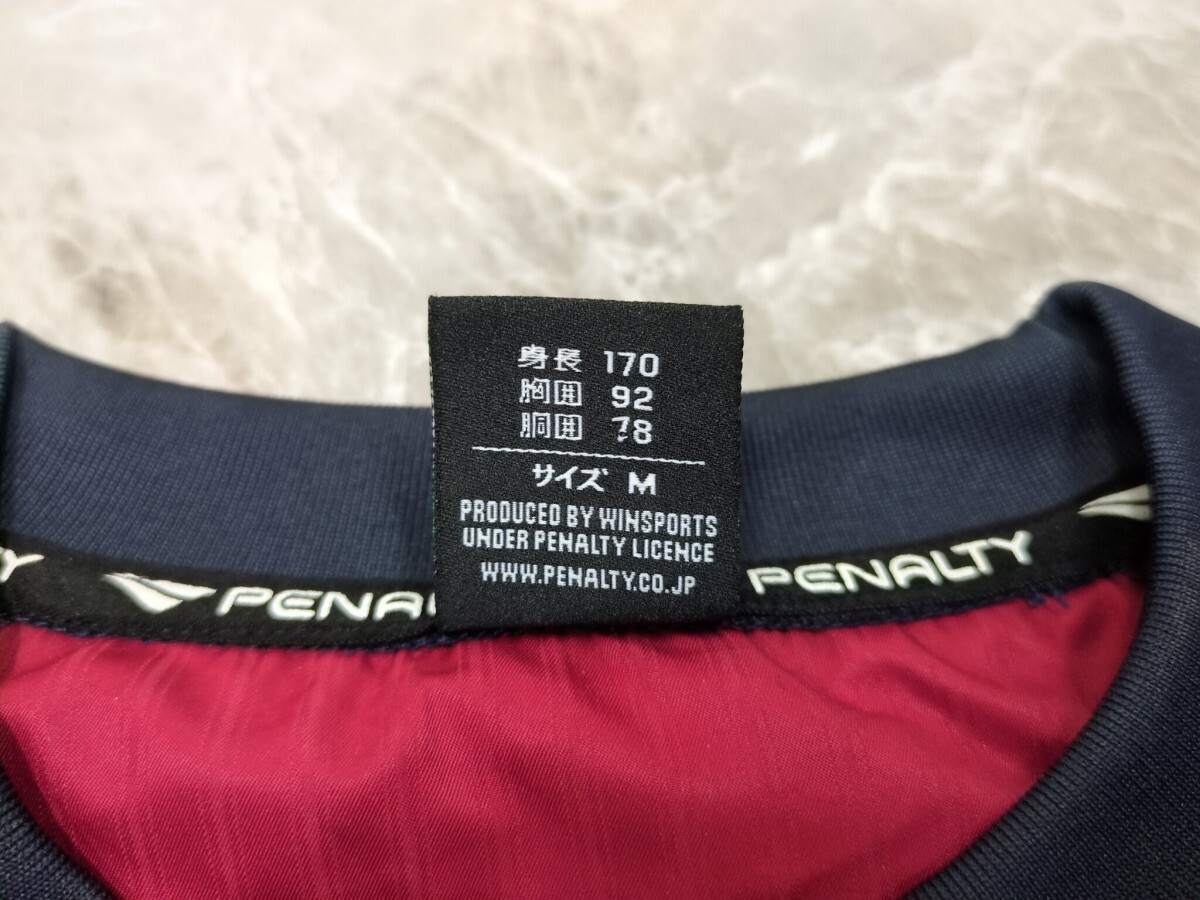 身長 170
胸囲 92
胴囲 78
サイズ M
PRODUCED BY WINSPORTS
UNDER PENALTY LICENCE
WWW.PENALTY.CO.JP
PENALTY